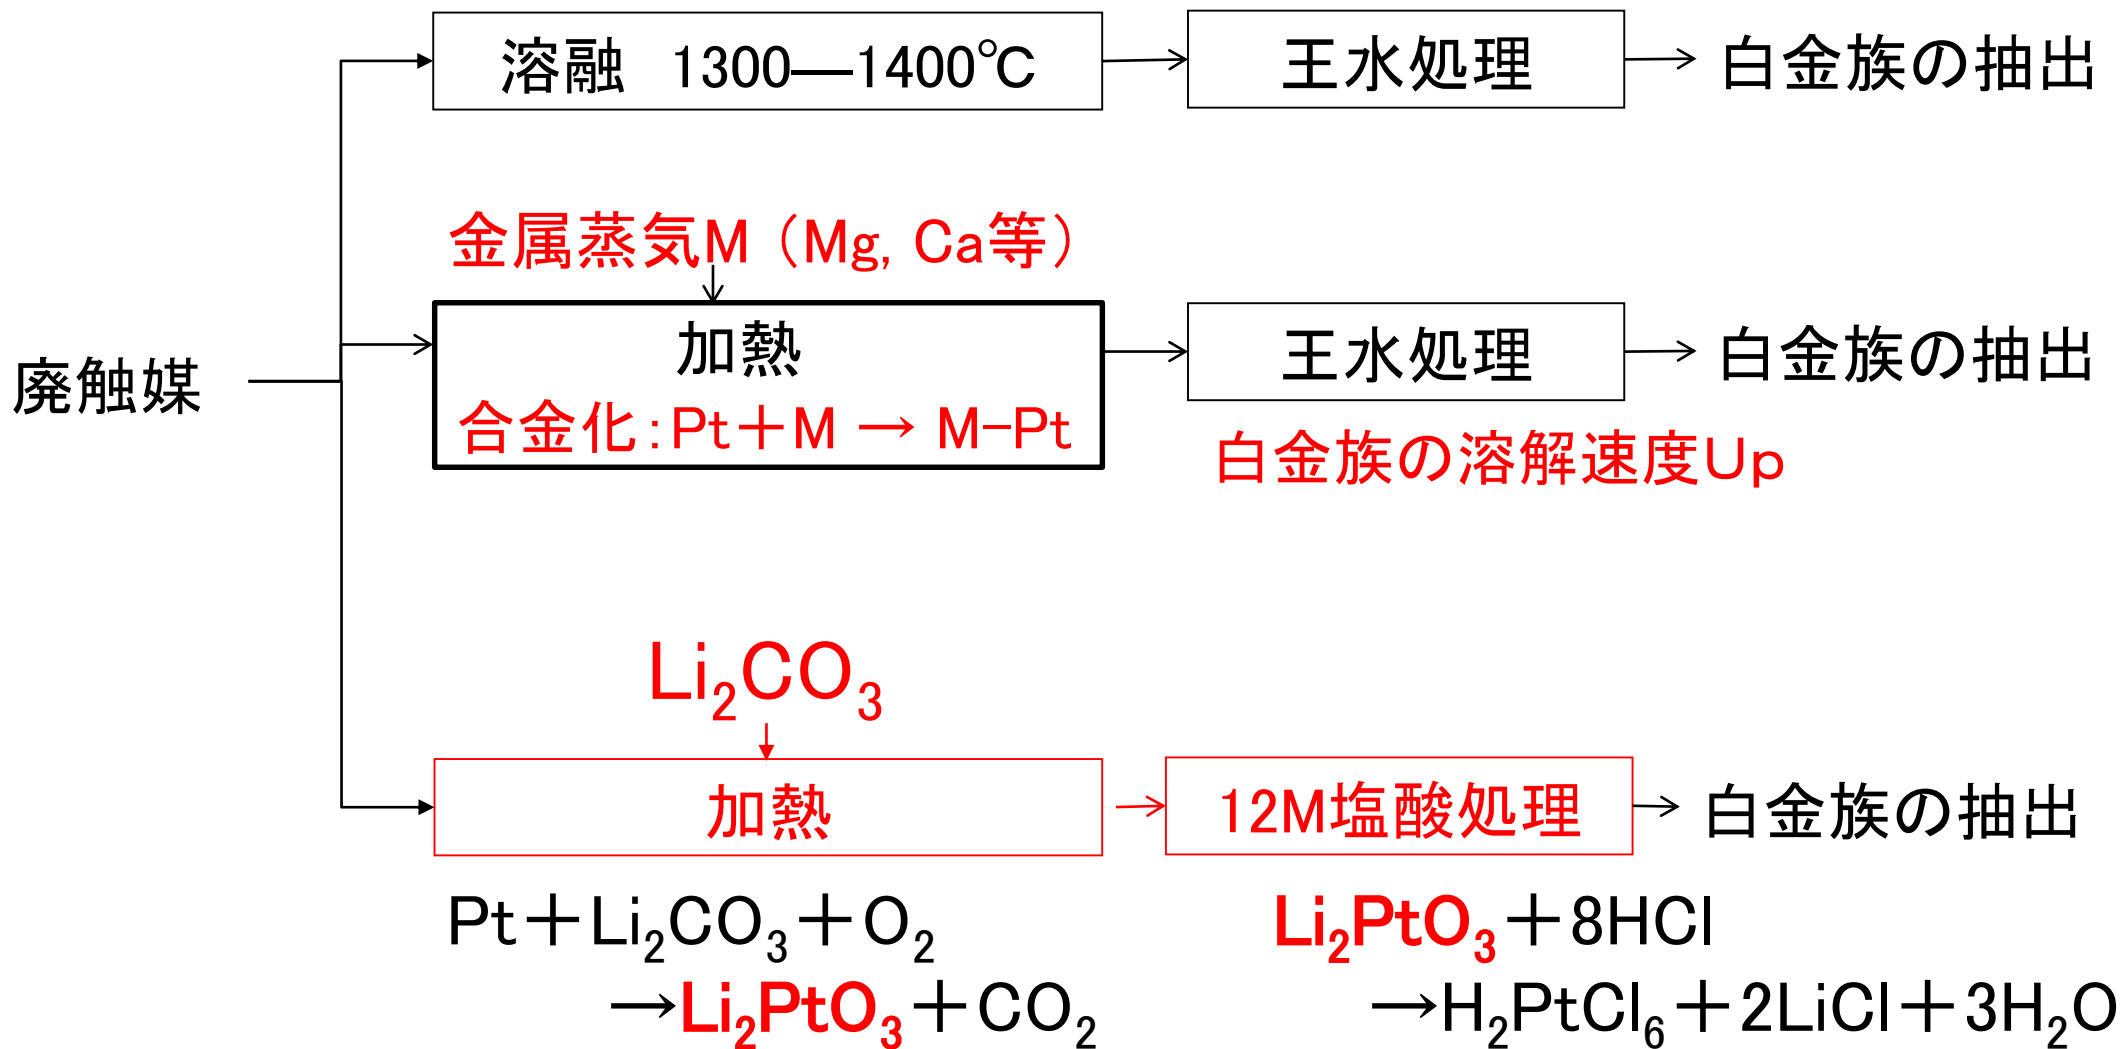 溶融　1300―1400℃
王水処理
白金族の抽出
金属蒸気M（Mg, Ca等）
廃触媒
加熱
合金化：Pt＋M → M-Pt
王水処理
白金族の抽出
白金族の溶解速度Up
Li₂CO₃
加熱
12M塩酸処理
白金族の抽出
Pt＋Li₂CO₃＋O₂
→Li₂PtO₃＋CO₂
Li₂PtO₃＋8HCl
→H₂PtCl₆＋2LiCl＋3H₂O